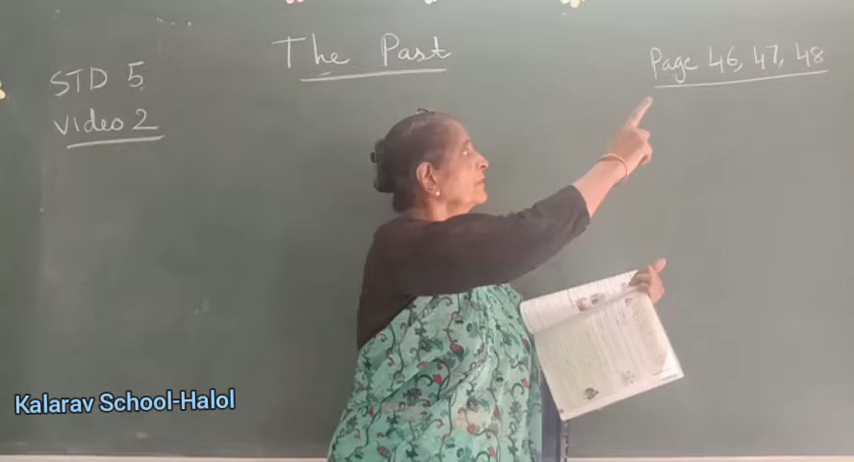 The Past
STD 5
Video 2
Page 46, 47, 48
Kalarav School-Halol